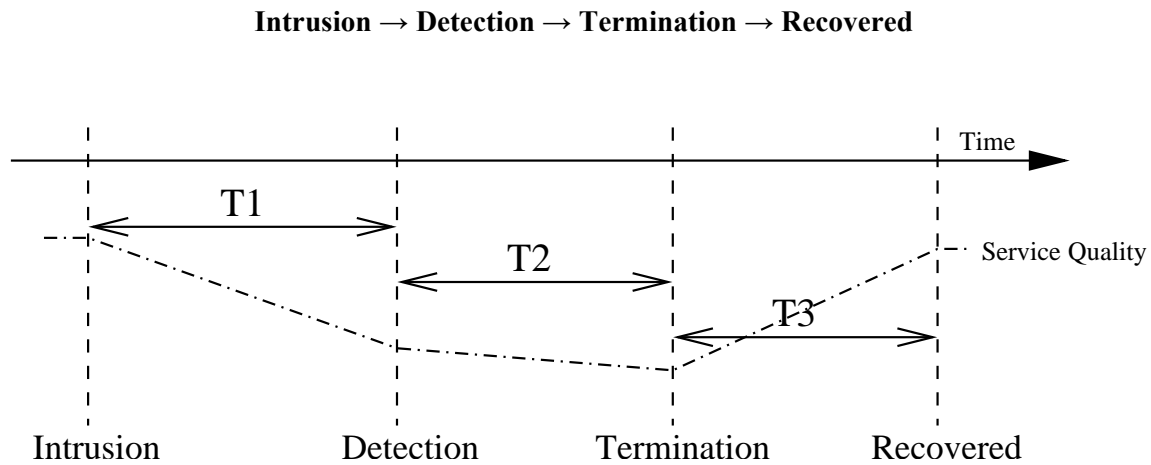 Intrusion → Detection → Termination → Recovered
Time
T1
T2
Service Quality
T3
Intrusion Detection Termination Recovered